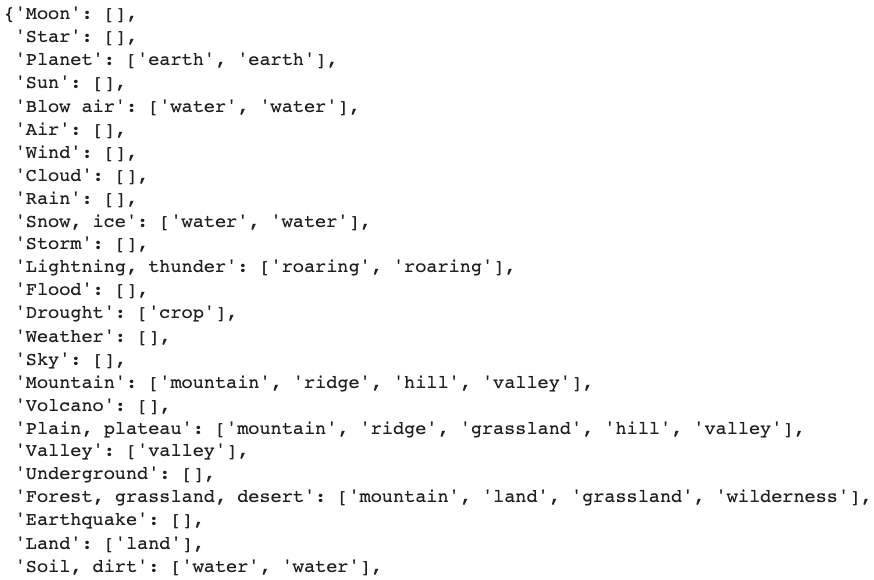 {'Moon': [],
'Star': [],
'Planet': ['earth', 'earth'],
'Sun': [],
'Blow air': ['water', 'water'],
'Air': [],
'Wind': [],
'Cloud': [],
'Rain': [],
'Snow, ice': ['water', 'water'],
'Storm': [],
'Lightning, thunder': ['roaring', 'roaring'],
'Flood': [],
'Drought': ['crop'],
'Weather': [],
'Sky': [],
'Mountain': ['mountain', 'ridge', 'hill', 'valley'],
'Volcano': [],
'Plain, plateau': ['mountain', 'ridge', 'grassland', 'hill', 'valley'],
'Valley': ['valley'],
'Underground': [],
'Forest, grassland, desert': ['mountain', 'land', 'grassland', 'wilderness'],
'Earthquake': [],
'Land': ['land'],
'Soil, dirt': ['water', 'water'],